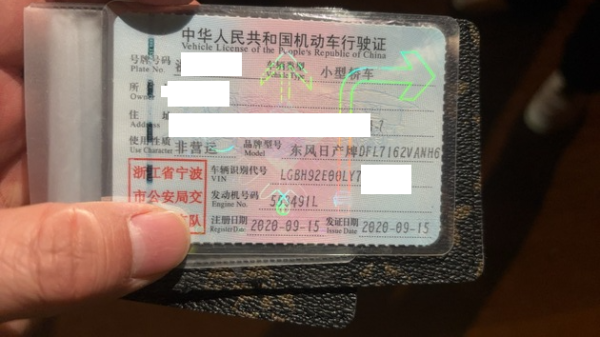 中华人民共和国机动车行驶证
Vehicle License of the People's Republic of China
号牌号码
Plate No.
车辆类型 小型轿车
Vehicle Type
所
Owner
住 址
Address
使用性质 非营运
Use Character
品牌型号 东风日产牌DFL7162VANH6
Model
车辆识别代号 LGBH92E00LY7
VIN
发动机号码
Engine No.
浙江省宁波
市公安局交
队
注册日期 2020-09-15
Register Date
发证日期 2020-09-15
Issue Date